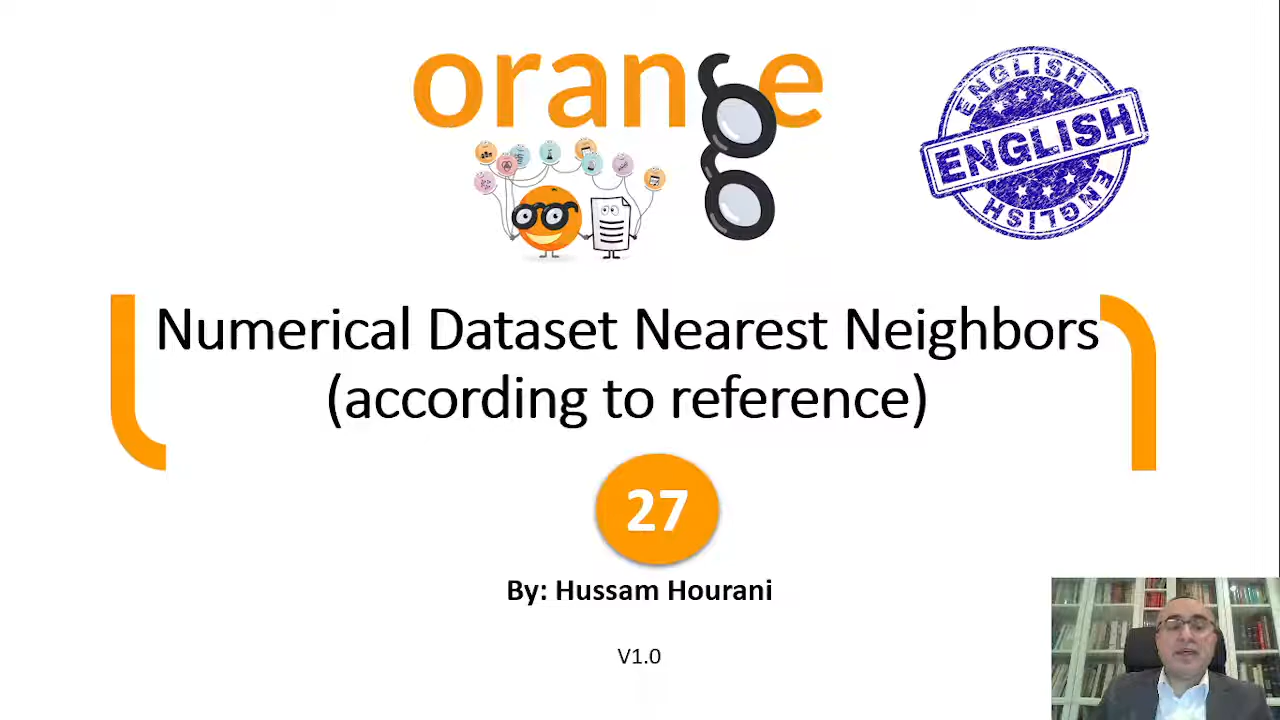 orange
ENGLISH
ENGLISH
ENGLISH
Numerical Dataset Nearest Neighbors
(according to reference)
27
By: Hussam Hourani
V1.0